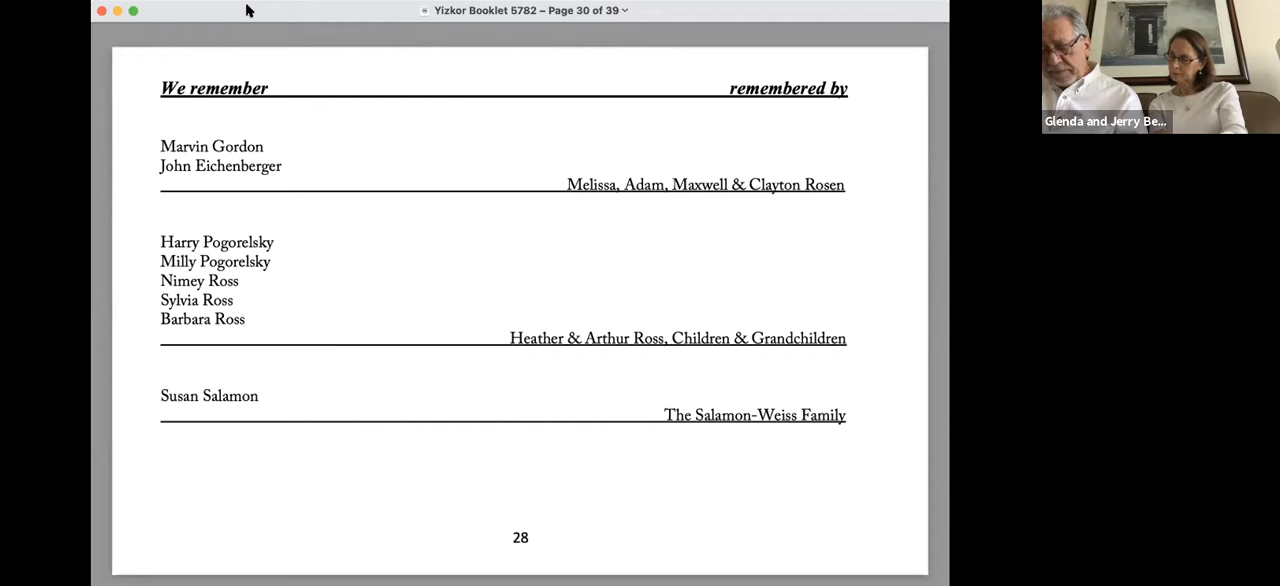 Yizkor Booklet 5782 – Page 30 of 39
We remember remembered by
Marvin Gordon
John Eichenberger
Melissa, Adam, Maxwell & Clayton Rosen
Harry Pogorelsky
Milly Pogorelsky
Nimey Ross
Sylvia Ross
Barbara Ross
Heather & Arthur Ross, Children & Grandchildren
Susan Salamon
The Salamon-Weiss Family
28
Glenda and Jerry Be...